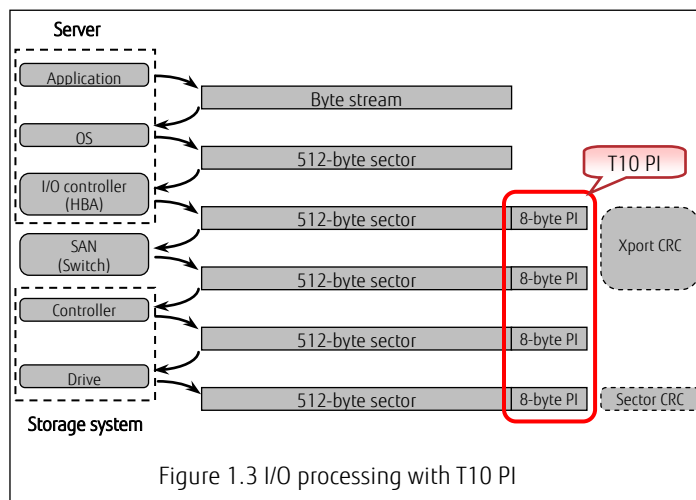 Server
Application
Byte stream
OS
512-byte sector
T10 PI
I/O controller
(HBA)
512-byte sector
8-byte PI
Xport CRC
SAN
(Switch)
512-byte sector
8-byte PI
Controller
512-byte sector
8-byte PI
Drive
512-byte sector
8-byte PI
Sector CRC
Storage system
Figure 1.3 I/O processing with T10 PI